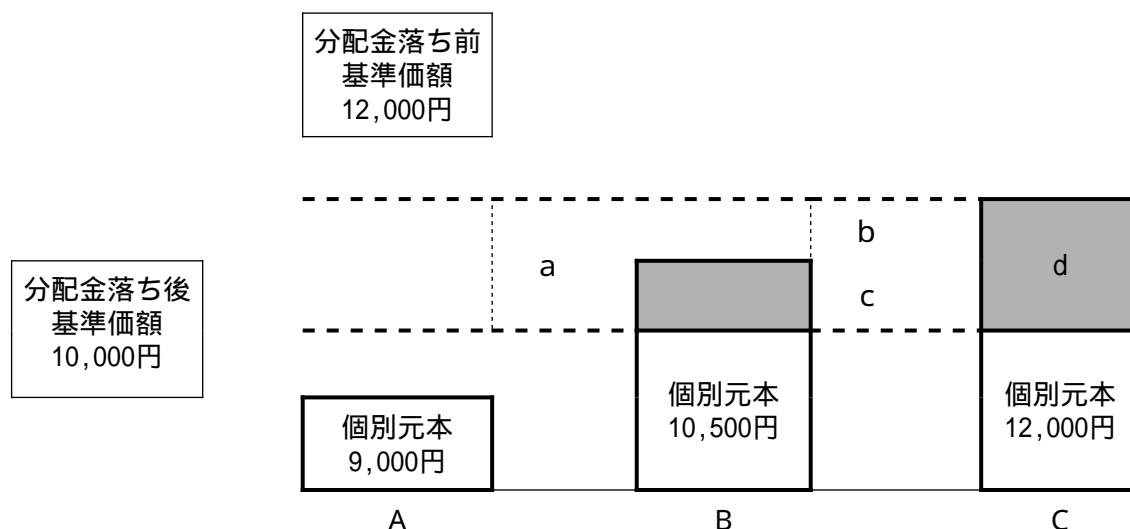 分配金落ち前
基準価額
12,000円
b
a
d
c
分配金落ち後
基準価額
10,000円
個別元本
9,000円
個別元本
10,500円
個別元本
12,000円
A
B
C